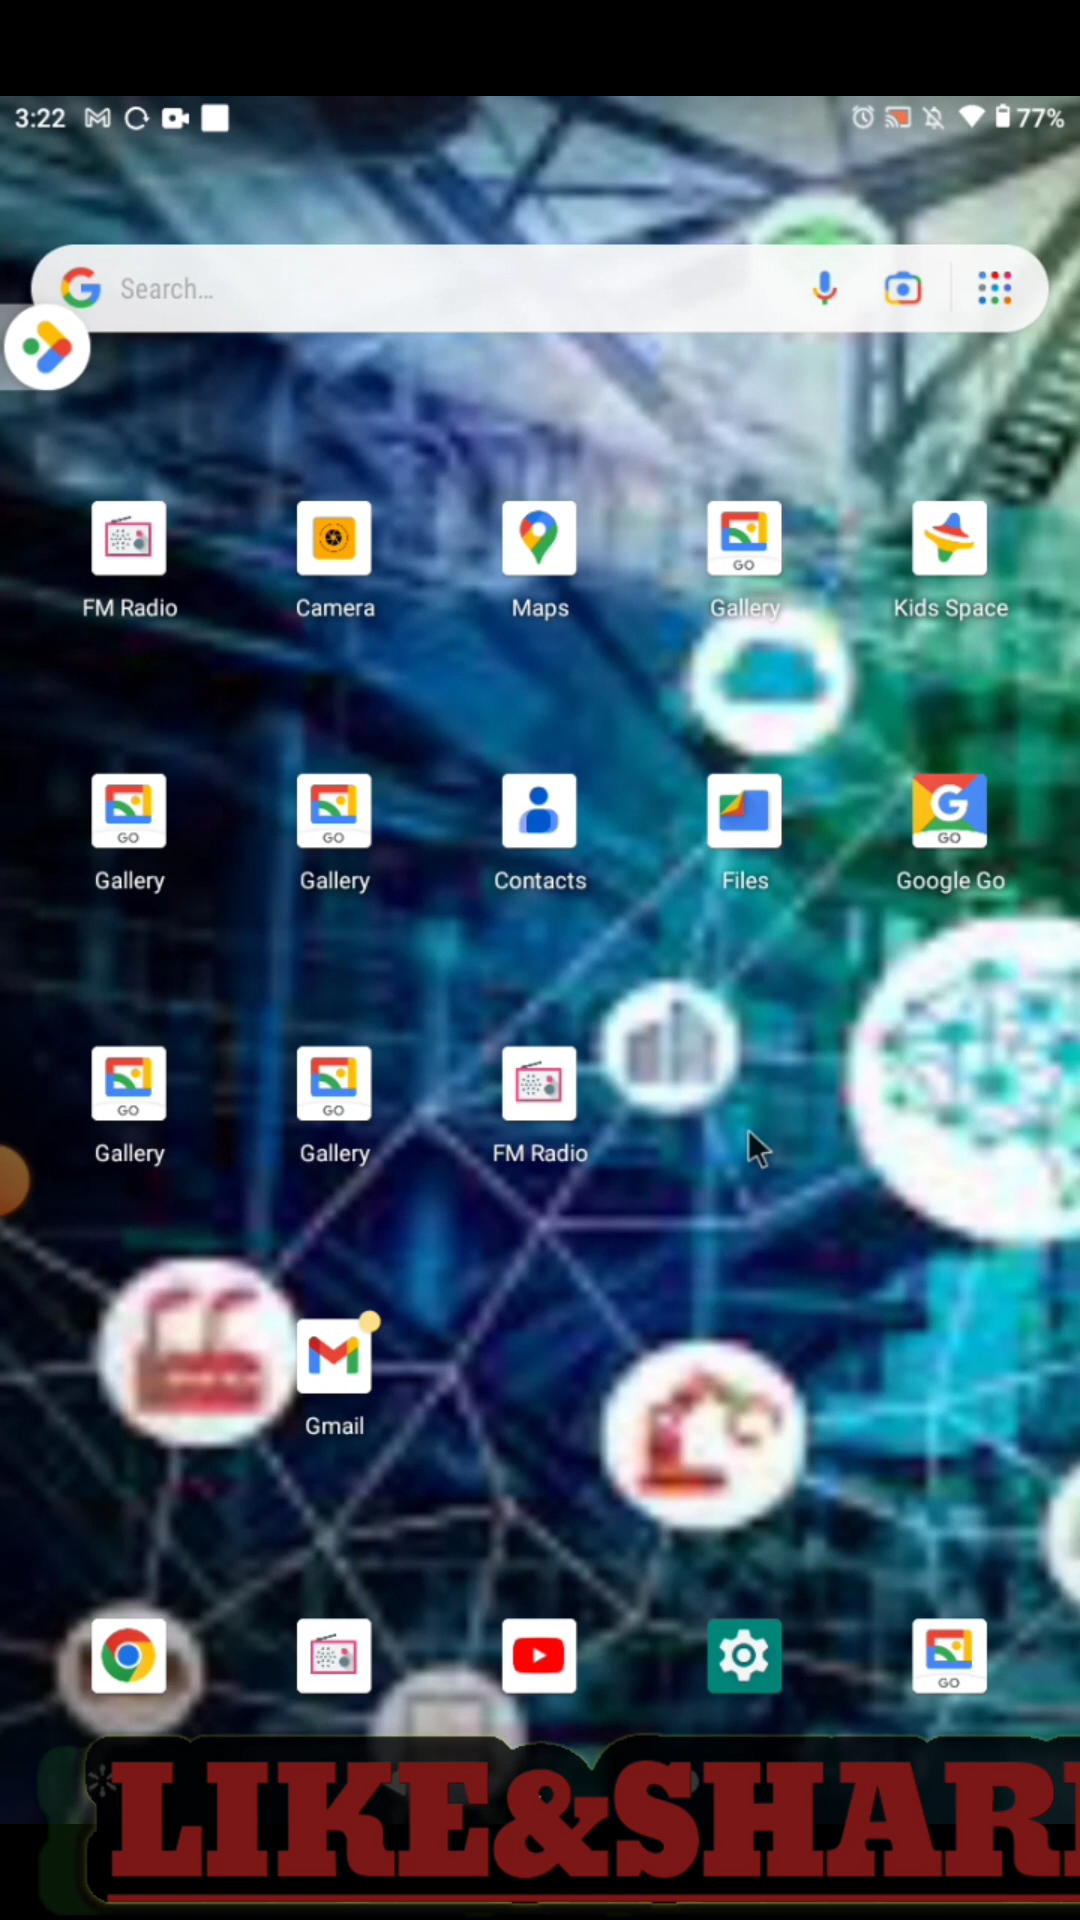 3:22 77%
Search...
FM Radio Camera Maps Gallery Kids Space
GO
Gallery Gallery Contacts Files Google Go
GO GO GO
Gallery Gallery FM Radio
GO GO
Gmail
GO
LIKE&SHAR